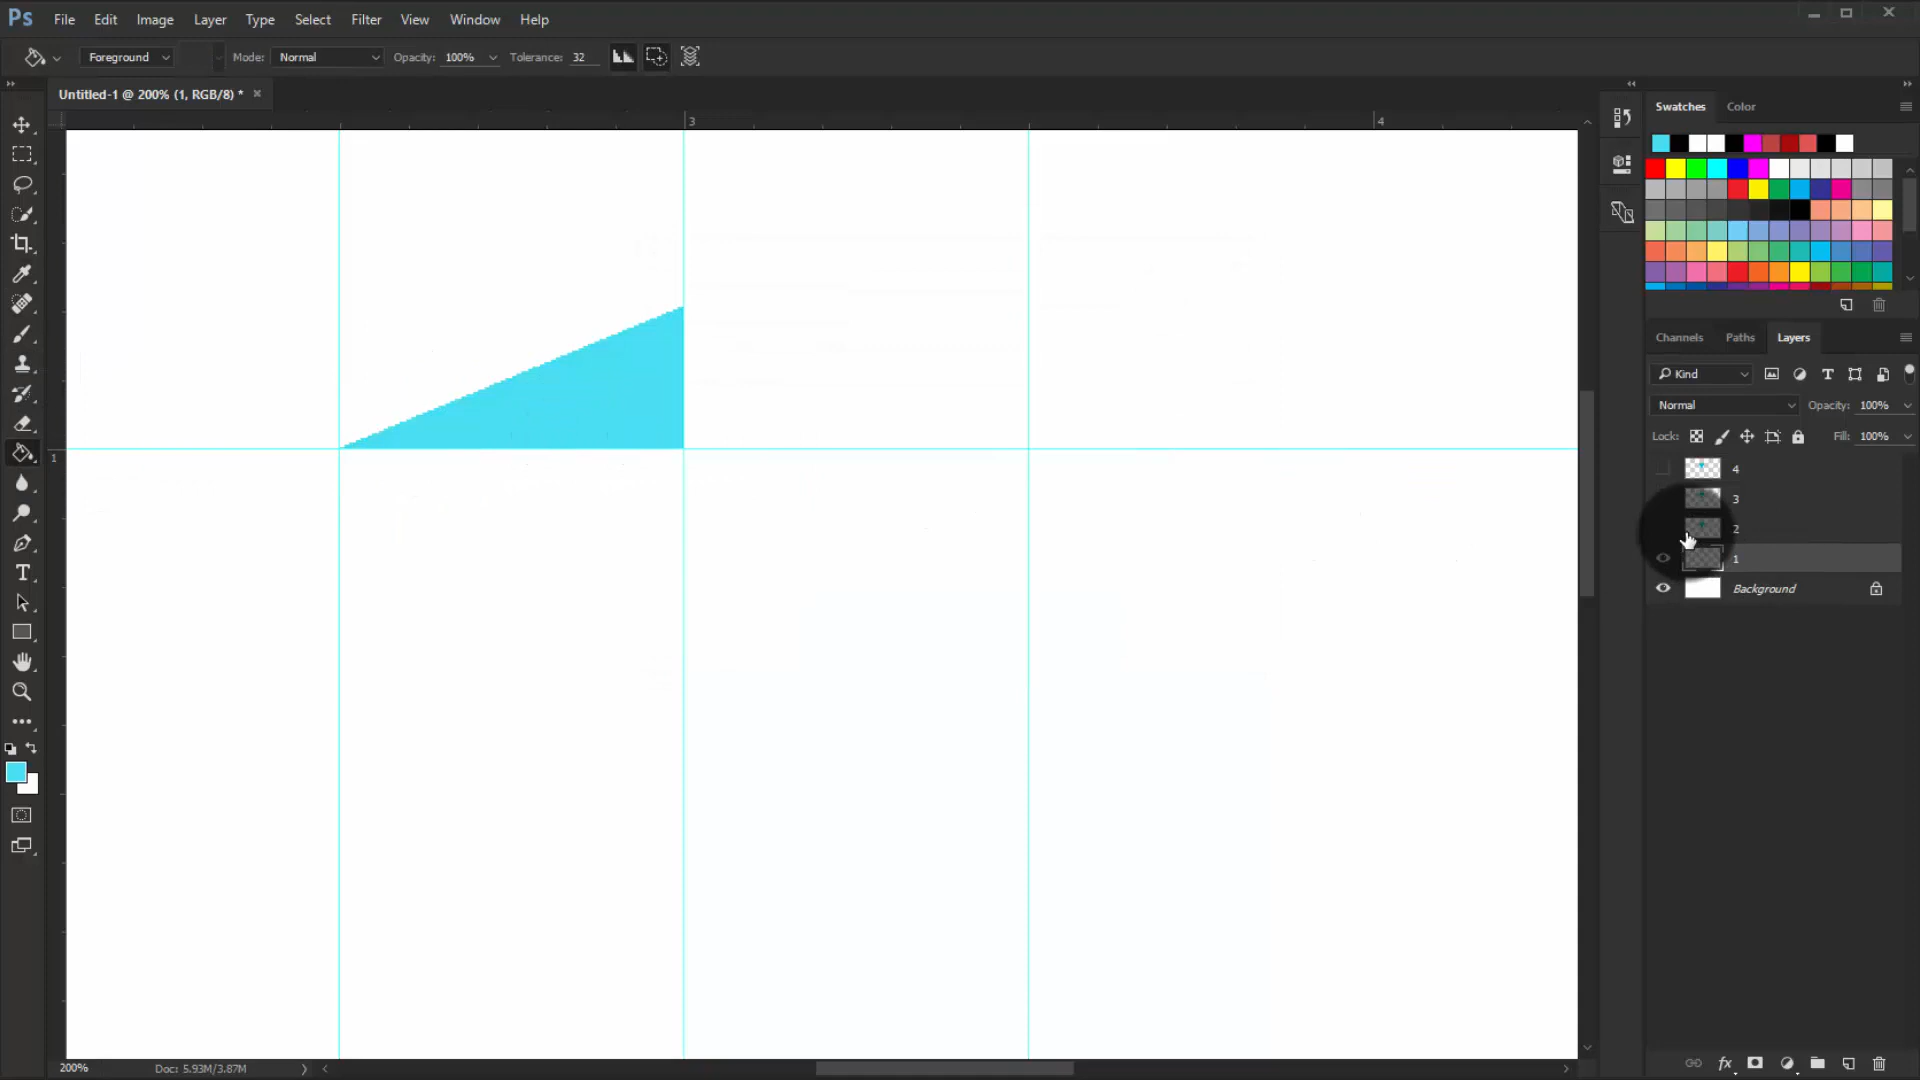 Ps File Edit Image Layer Type Select Filter View Window Help
Foreground Mode: Normal Opacity: 100% Tolerance: 32
Untitled-1 @ 200% (1, RGB/8) *
Swatches Color
3 4
1
Channels Paths Layers
Kind
Normal Opacity: 100%
Lock: Fill: 100%
4
3
2
1
Background
T
fx
200% Doc: 5.93M/3.87M